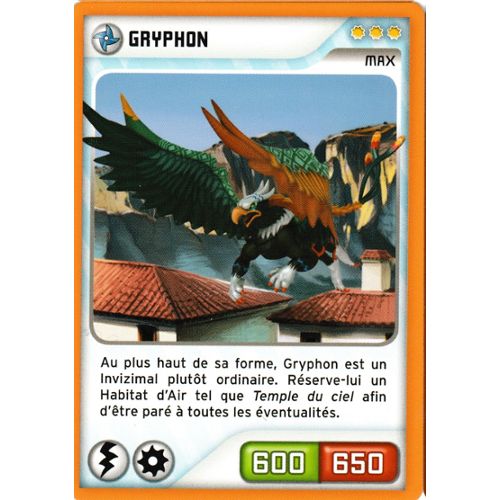 GRYPHON
MAX
Au plus haut de sa forme, Gryphon est un
Invizimal plutôt ordinaire. Réserve-lui un
Habitat d'Air tel que Temple du ciel afin
d'être paré à toutes les éventualités.
600 650